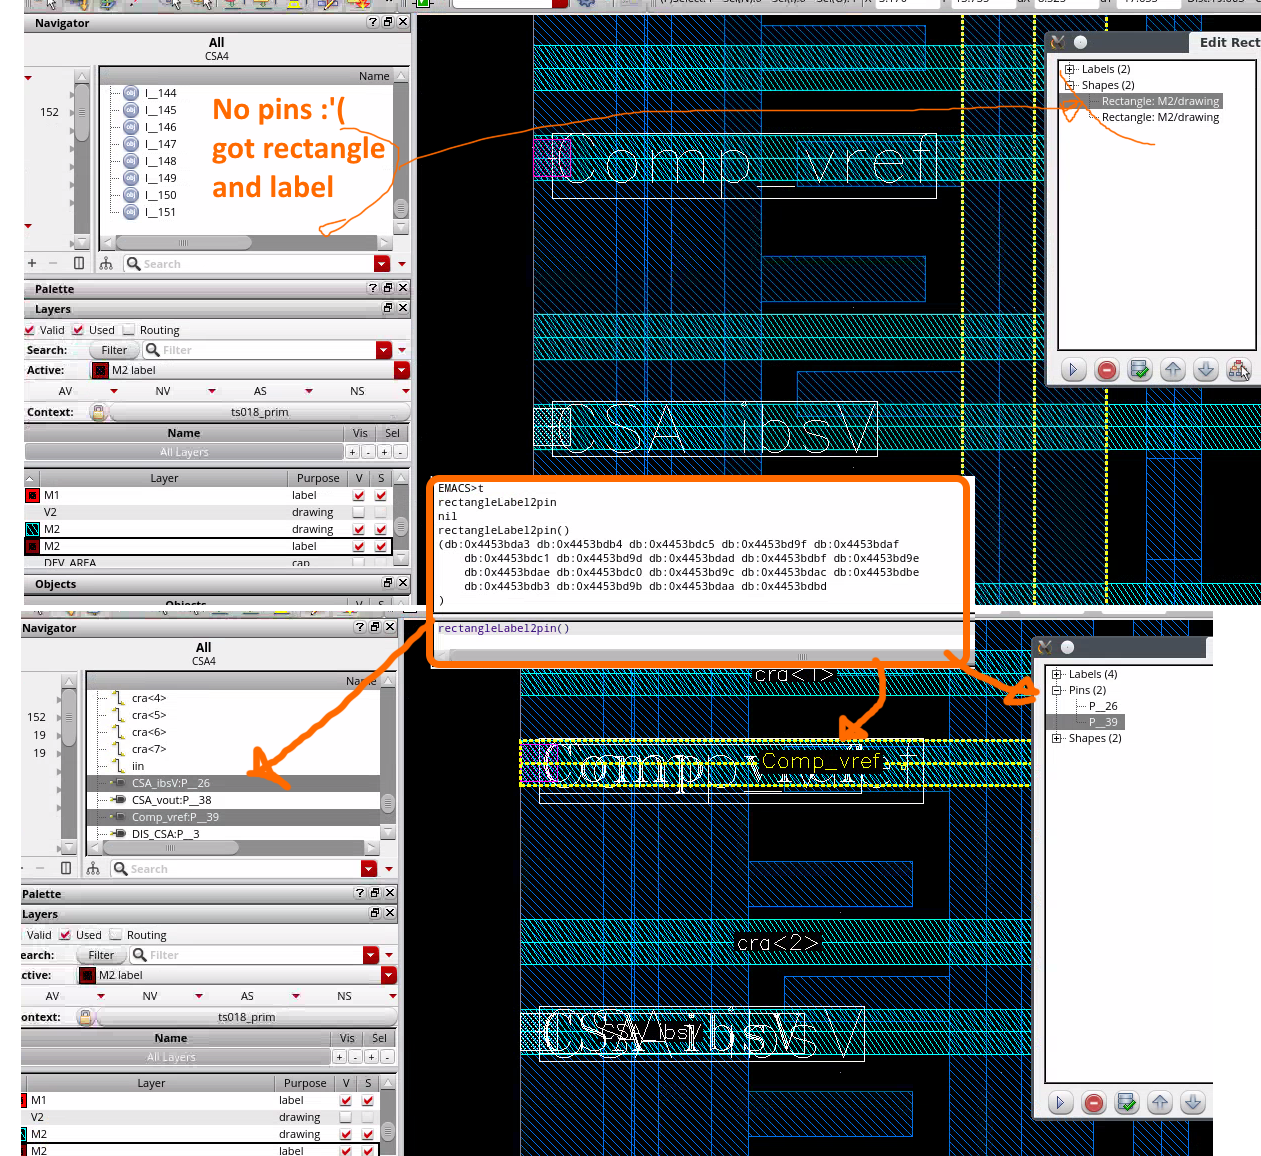 Navigator
All
CSA4
Name
152
I__144
I__145
I__146
I__147
I__148
I__149
I__150
I__151
No pins :'(
got rectangle
and label
Search
Palette
Layers
Valid Used Routing
Search: Filter Filter
Active: M2 label
AV NV AS NS
Context: ts018_prim
Name Vis Sel
All Layers + - + -
Layer Purpose V S
M1 label
V2 drawing
M2 drawing
M2 label
DEV_AREA cap
Objects
Objects
Comp_vref
CSA_ibsV
Edit Rect
Labels (2)
Shapes (2)
Rectangle: M2/drawing
Rectangle: M2/drawing
EMACS>t
rectangleLabel2pin
nil
rectangleLabel2pin()
(db:0x4453bda3 db:0x4453bdb4 db:0x4453bdc5 db:0x4453bd9f db:0x4453bdaf
db:0x4453bdc1 db:0x4453bd9d db:0x4453bdad db:0x4453bdbf db:0x4453bd9e
db:0x4453bdae db:0x4453bdc0 db:0x4453bd9c db:0x4453bdac db:0x4453bdbe
db:0x4453bdb3 db:0x4453bd9b db:0x4453bdaa db:0x4453bdbd
)
rectangleLabel2pin()
Navigator
All
CSA4
Name
152
19
19
cra<4>
cra<5>
cra<6>
cra<7>
iin
CSA_ibsV:P__26
CSA_vout:P__38
Comp_vref:P__39
DIS_CSA:P__3
Search
Palette
Layers
Valid Used Routing
earch: Filter Filter
ctive: M2 label
AV NV AS NS
ontext: ts018_prim
Name Vis Sel
All Layers + - + -
Layer Purpose V S
M1 label
V2 drawing
M2 drawing
M2 label
cra<1>
Comp_vref
Comp_vref
cra<2>
CSA_ibsV
CSA_ibsV
Labels (4)
Pins (2)
P__26
P__39
Shapes (2)